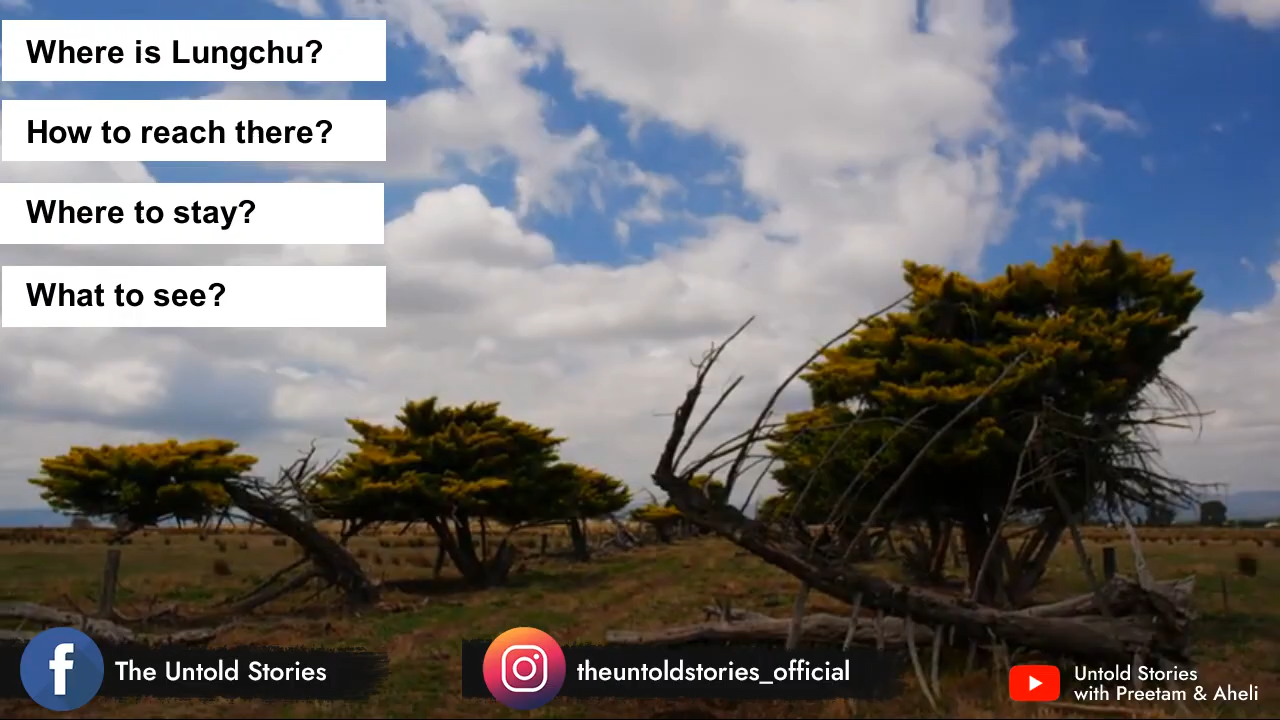 Where is Lungchu?
How to reach there?
Where to stay?
What to see?
The Untold Stories
theuntoldstories_official
Untold Stories
with Preetam & Aheli